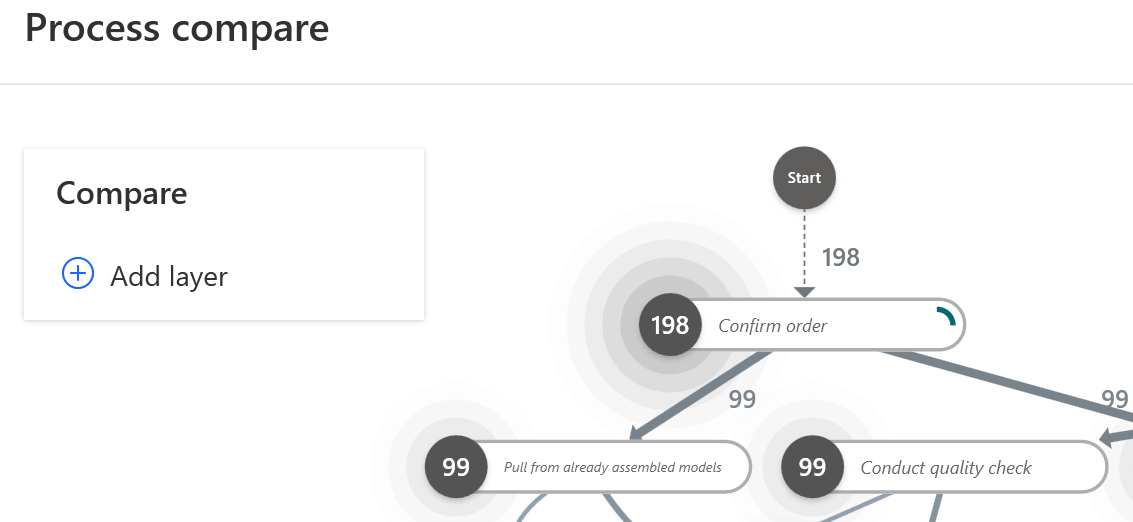 Process compare
Compare
Add layer
Start
198
198 Confirm order
99
99
99 Pull from already assembled models
99 Conduct quality check